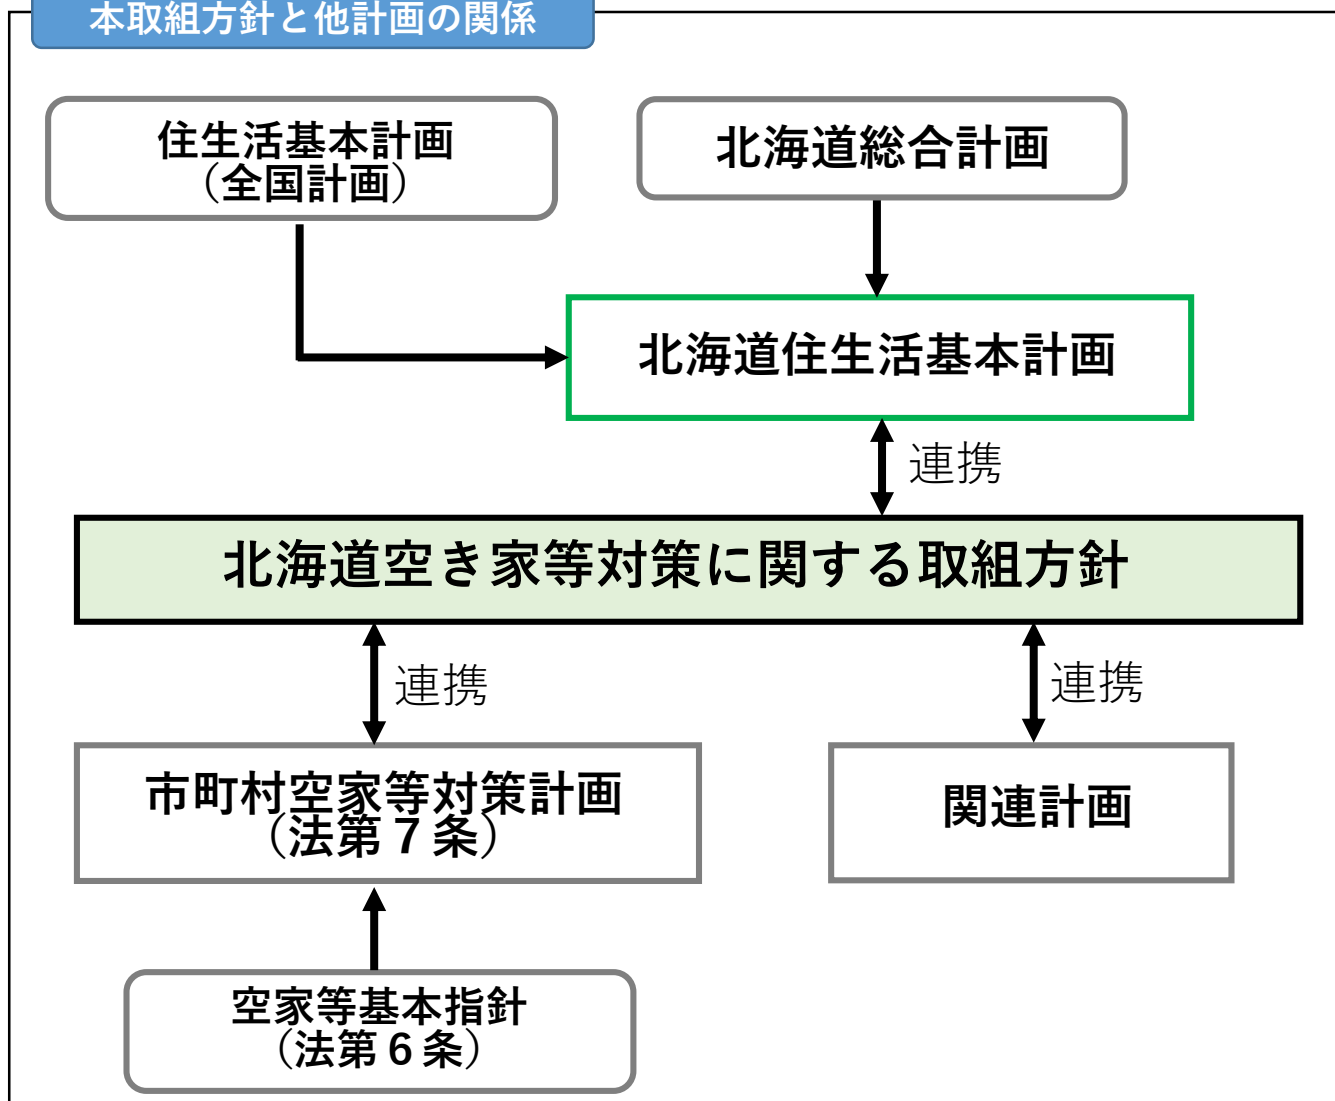 本取組方針と他計画の関係
住生活基本計画
（全国計画）
北海道総合計画
北海道住生活基本計画
連携
北海道空き家等対策に関する取組方針
連携
連携
市町村空家等対策計画
（法第７条）
関連計画
空家等基本指針
（法第６条）